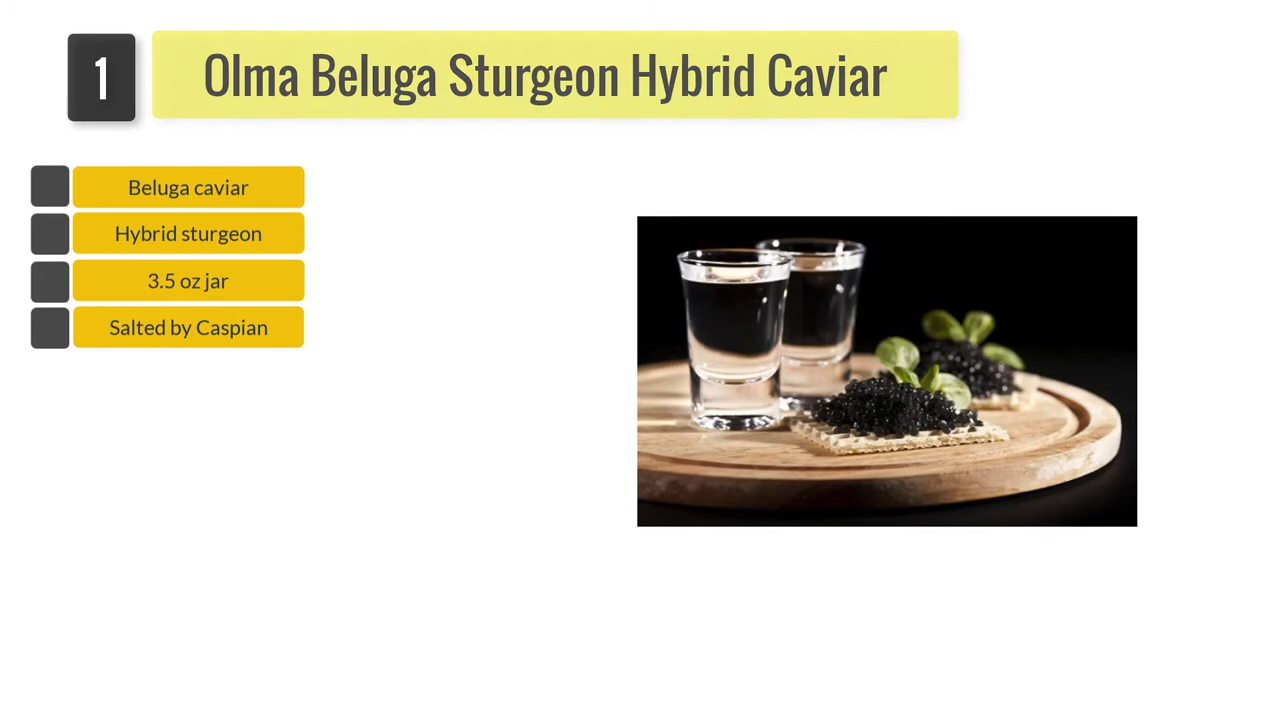 1
Olma Beluga Sturgeon Hybrid Caviar
Beluga caviar
Hybrid sturgeon
3.5 oz jar
Salted by Caspian